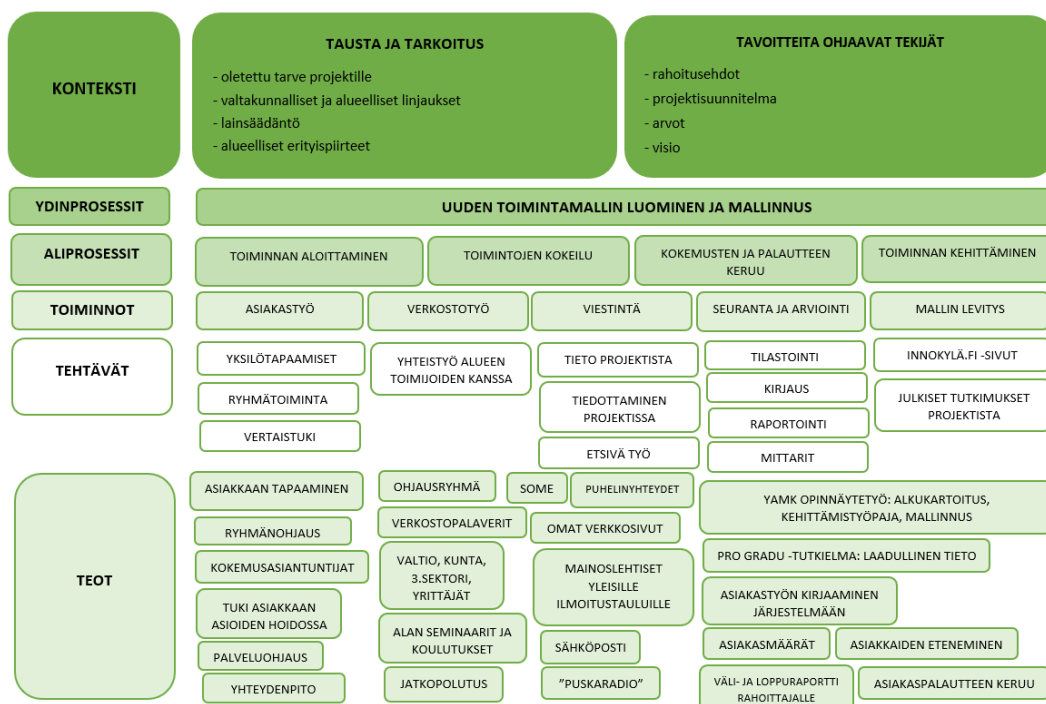 KONTEKSTI
TAUSTA JA TARKOITUS
- oletettu tarve projektille
- valtakunnalliset ja alueelliset linjaukset
- lainsäädäntö
- alueelliset erityispiirteet
TAVOITTEITA OHJAAVAT TEKIJÄT
- rahoitusehdot
- projektisuunnitelma
- arvot
- visio
YDINPROSESSIT
UUDEN TOIMINTAMALLIN LUOMINEN JA MALLINNUS
ALIPROSESSIT
TOIMINNAN ALOITTAMINEN
TOIMINTOJEN KOKEILU
KOKEMUSTEN JA PALAUTTEEN
KERUU
TOIMINNAN KEHITTÄMINEN
TOIMINNOT
ASIAKASTYÖ
VERKOSTOTYÖ
VIESTINTÄ
SEURANTA JA ARVIOINTI
MALLIN LEVITYS
TEHTÄVÄT
YKSILÖTAPAAMISET
RYHMÄTOIMINTA
VERTAISTUKI
YHTEISTYÖ ALUEEN
TOIMIJOIDEN KANSSA
TIETO PROJEKTISTA
TIEDOTTAMINEN
PROJEKTISSA
ETSIVÄ TYÖ
TILASTOINTI
KIRJAUS
RAPORTOINTI
MITTARIT
INNOKYLÄ.FI -SIVUT
JULKISET TUTKIMUKSET
PROJEKTISTA
TEOT
ASIAKKAAN TAPAAMINEN
RYHMÄNOHJAUS
KOKEMUSASIANTUNTIJAT
TUKI ASIAKKAAN
ASIOIDEN HOIDOSSA
PALVELUOHJAUS
YHTEYDENPITO
OHJAUSRYHMÄ
VERKOSTOPALAVERIT
VALTIO, KUNTA,
3.SEKTORI,
YRITTÄJÄT
ALAN SEMINAARIT JA
KOULUTUKSET
JATKOPOLUTUS
SOME
PUHELINYHTEYDET
OMAT VERKKOSIVUT
MAINOSLEHTISET
YLEISILLE
ILMOITUSTAULUILLE
SÄHKÖPOSTI
”PUSKARADIO”
YAMK OPINNÄYTETYÖ: ALKUKARTOITUS,
KEHITTÄMISTYÖPAJA, MALLINNUS
PRO GRADU -TUTKIELMA: LAADULLINEN TIETO
ASIAKASTYÖN KIRJAAMINEN
JÄRJESTELMÄÄN
ASIAKASMÄÄRÄT
ASIAKKAIDEN ETENEMINEN
VÄLI- JA LOPPURAPORTTI
RAHOITTAJALLE
ASIAKASPALAUTTEEN KERUU